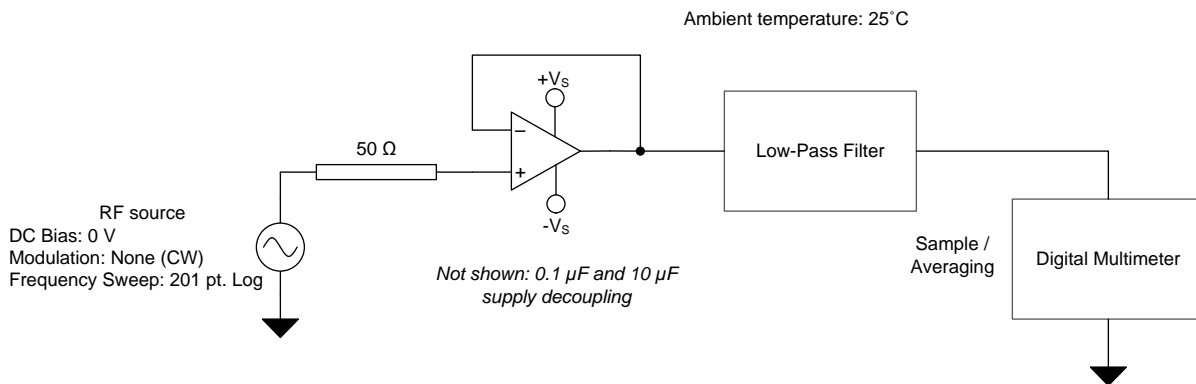 Ambient temperature: 25˚C
+VS
50 Ω
−
+
-VS
Low-Pass Filter
RF source
DC Bias: 0 V
Modulation: None (CW)
Frequency Sweep: 201 pt. Log
Not shown: 0.1 µF and 10 µF
supply decoupling
Sample /
Averaging
Digital Multimeter